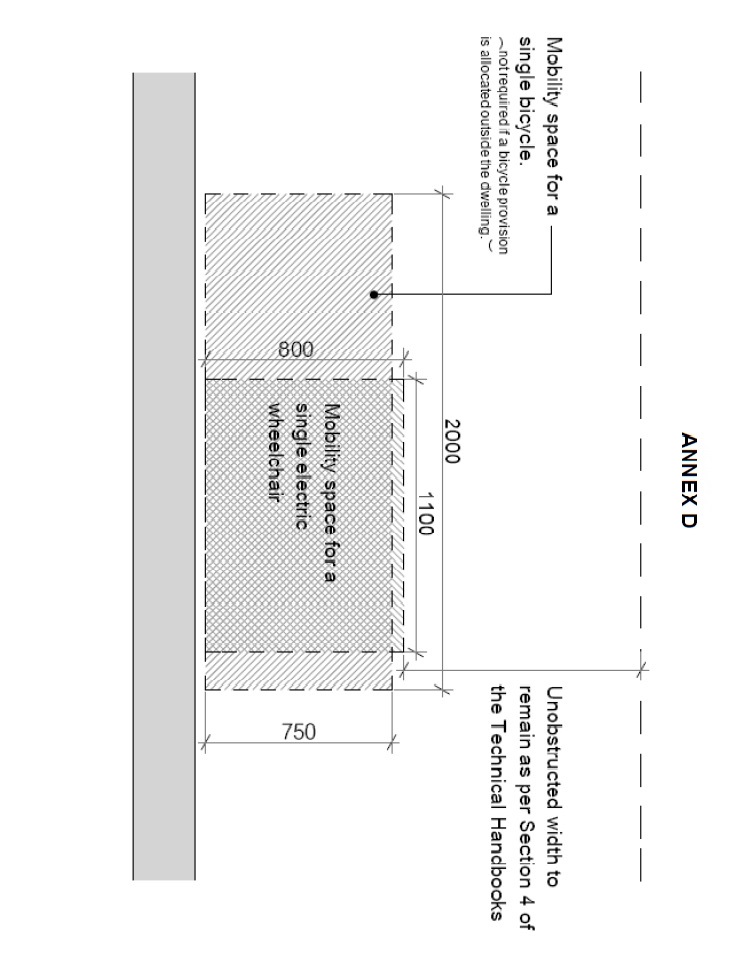 ANNEX D
Mobility space for a
single bicycle.
(not required if a bicycle provision
is allocated outside the dwelling.)
2000
1100
800
Mobility space for a
single electric
wheelchair
750
Unobstructed width to
remain as per Section 4 of
the Technical Handbooks